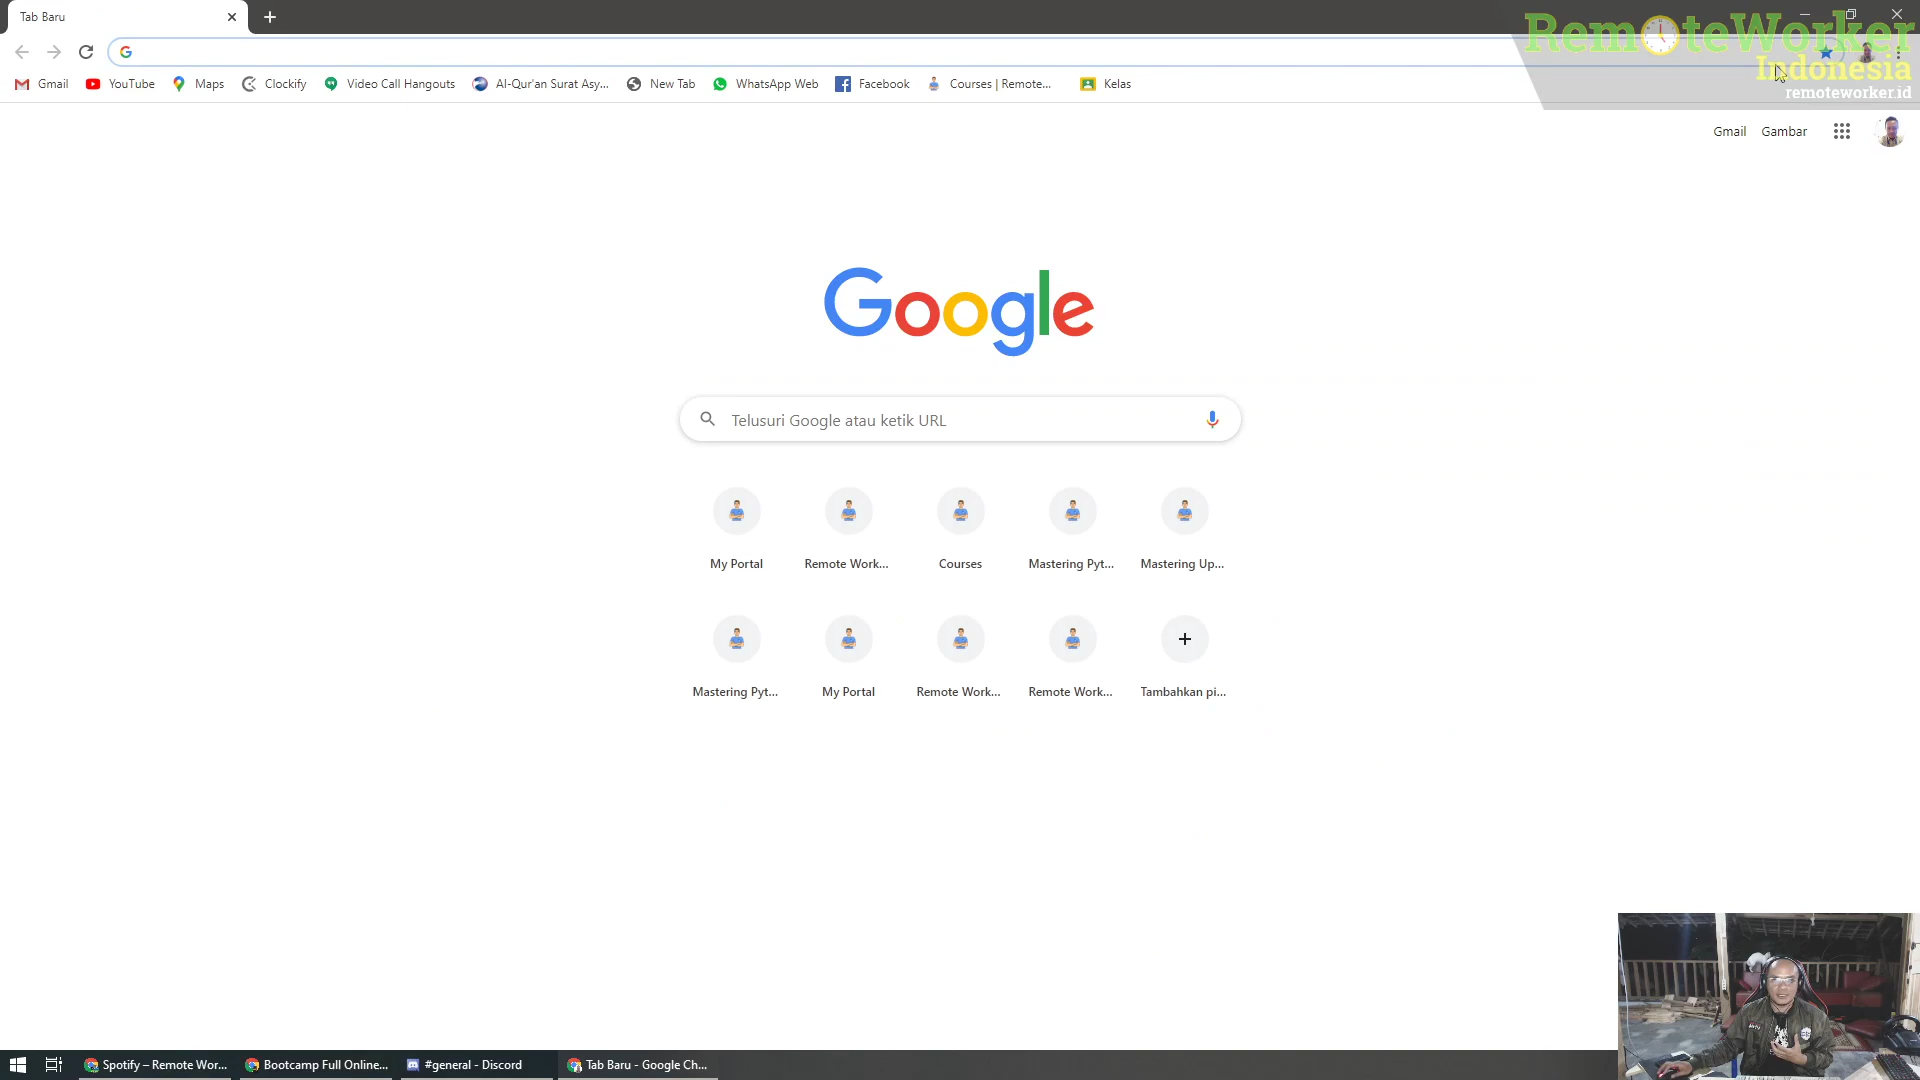 Tab Baru
RemoteWorker
Indonesia
remoteworker.id
Gmail
YouTube
Maps
Clockify
Video Call Hangouts
Al-Qur'an Surat Asy...
New Tab
WhatsApp Web
Facebook
Courses | Remote...
Kelas
Gmail
Gambar
Google
Telusuri Google atau ketik URL
My Portal
Remote Work...
Courses
Mastering Pyt...
Mastering Up...
Mastering Pyt...
My Portal
Remote Work...
Remote Work...
Tambahkan pi...
Spotify – Remote Wor...
Bootcamp Full Online...
#general - Discord
Tab Baru - Google Ch...